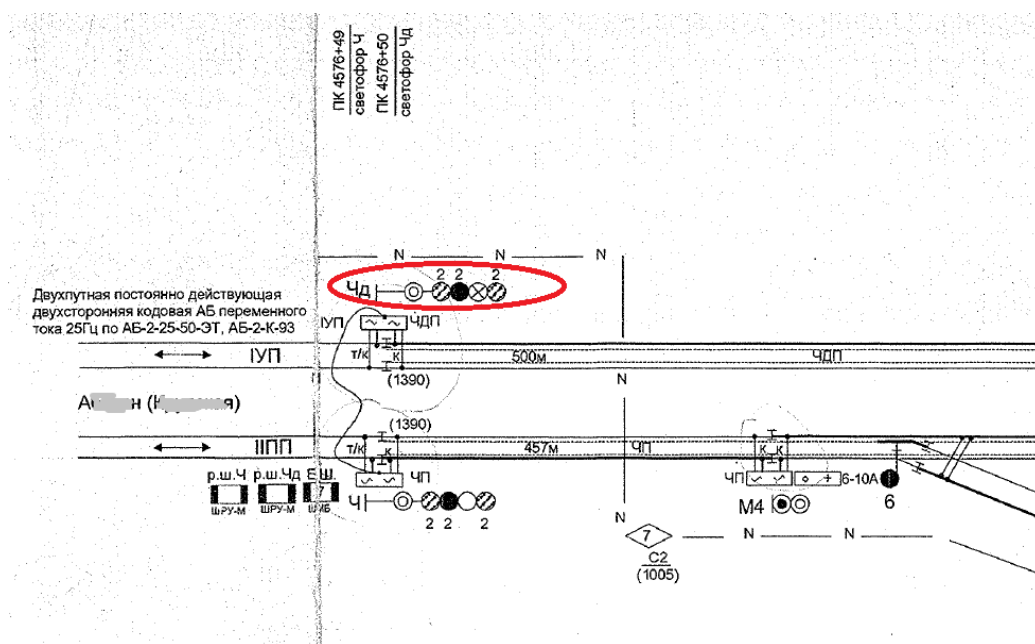 ПК 4576+49
светофор Ч
ПК 4576+50
светофор Чд
N N N
2 2 2
Чд
Двухпутная постоянно действующая
двухсторонняя кодовая АБ переменного
тока 25Гц по АБ-2-25-50-ЭТ, АБ-2-К-93
IУП ЧДП
IУП т/к к 500м ЧДП
(1390) N
(1390)
IIПП т/к к 457м ЧП к к
р.ш.Ч р.ш.Чд Ш. ЧП ЧП 6-10А
7
ШРУ-М ШРУ-М Ч М4 6
2 2 2
N
7 N N
С2
(1005)